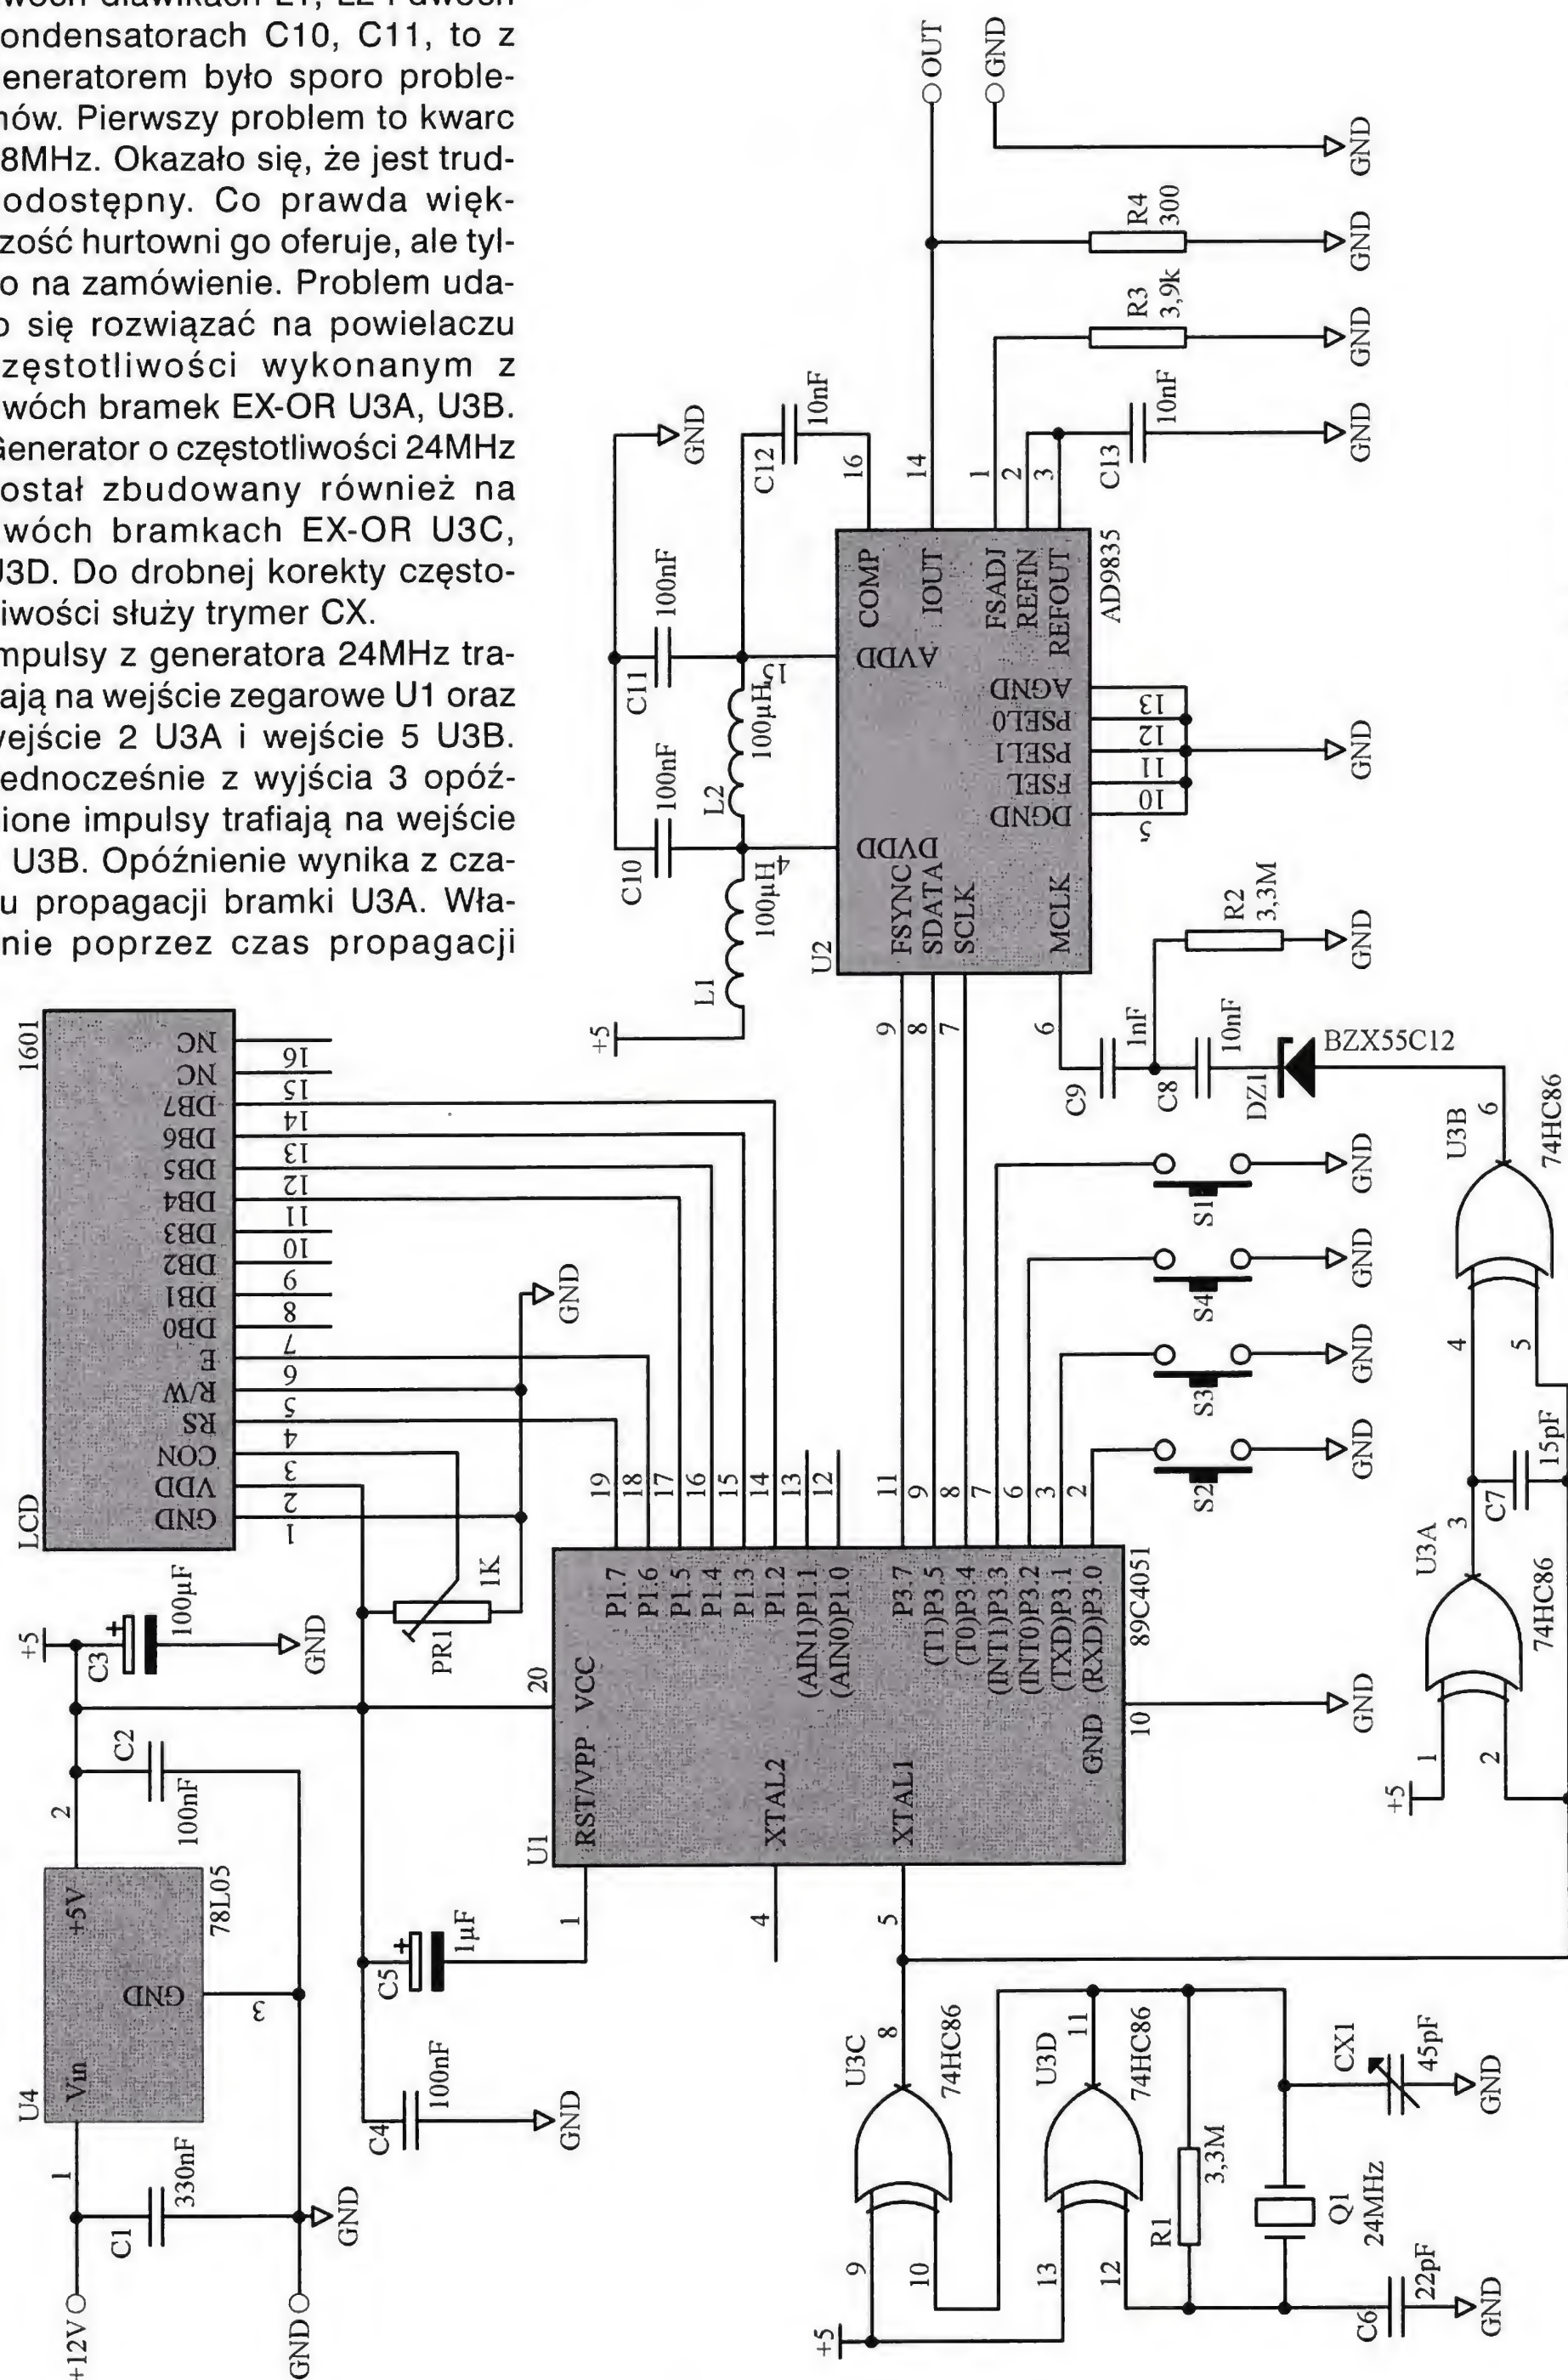 ondensatorach C10, C11, to z
eneratorem było sporo proble-
nów. Pierwszy problem to kwarc
8MHz. Okazało się, że jest trud-
odostępny. Co prawda więk-
zość hurtowni go oferuje, ale tyl-
o na zamówienie. Problem uda-
o się rozwiązać na powielaczu
zęstotliwości wykonanym z
wóch bramek EX-OR U3A, U3B.
Generator o częstotliwości 24MHz
ostał zbudowany również na
wóch bramkach EX-OR U3C,
U3D. Do drobnej korekty często-
iwości służy trymer CX.
mpulsy z generatora 24MHz tra-
ają na wejście zegarowe U1 oraz
wejście 2 U3A i wejście 5 U3B.
ednocześnie z wyjścia 3 opóź-
ione impulsy trafiają na wejście
U3B. Opóźnienie wynika z cza-
u propagacji bramki U3A. Wła-
nie poprzez czas propagacji
OUT
GND
GND
R4
300
GND
R3
3,9k
GND
C13
10nF
GND
GND
C12
10nF
C11
100nF
C10
100nF
L2
100µH
L1
100µH
+5
16
14
1
2
3
15
4
U2
AD9835
COMP
IOUT
FSADJ
REFIN
REFOUT
AVDD
DVDD
AGND
PSEL0
PSEL1
FSEL
DGND
13
12
11
10
5
GND
FSYNC
SDATA
SCLK
MCLK
9
8
7
6
R2
3,3M
GND
C9
1nF
C8
10nF
DZ1
BZX55C12
LCD
1601
NC
NC
DB7
DB6
DB5
DB4
DB3
DB2
DB1
DB0
E
R/W
RS
CON
VDD
GND
16
15
14
13
12
11
10
9
8
7
6
5
4
3
2
1
GND
PR1
1K
+5
C3
100µF
GND
C2
100nF
2
U4
78L05
+5V
GND
Vin
3
1
C1
330nF
GND
+12V
GND
C5
1µF
C4
100nF
GND
U1
89C4051
RST/VPP
VCC
XTAL2
XTAL1
GND
20
1
4
5
10
GND
P1.7
P1.6
P1.5
P1.4
P1.3
P1.2
(AIN1)P1.1
(AIN0)P1.0
P3.7
(T1)P3.5
(T0)P3.4
(INT1)P3.3
(INT0)P3.2
(TXD)P3.1
(RXD)P3.0
19
18
17
16
15
14
13
12
11
9
8
7
6
3
2
S1
GND
S4
GND
S3
GND
S2
GND
U3B
74HC86
6
4
5
C7
15pF
U3A
74HC86
3
1
2
+5
U3C
74HC86
8
9
10
U3D
74HC86
11
13
12
+5
R1
3,3M
Q1
24MHz
CX1
45pF
GND
C6
22pF
GND